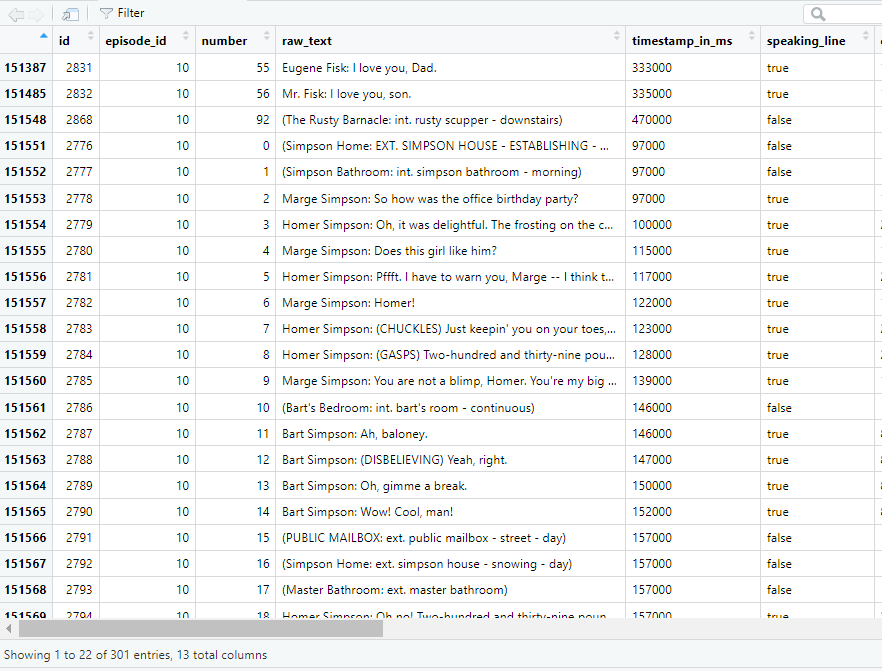 Filter
id episode_id number raw_text timestamp_in_ms speaking_line
151387 2831 10 55 Eugene Fisk: I love you, Dad. 333000 true
151485 2832 10 56 Mr. Fisk: I love you, son. 335000 true
151548 2868 10 92 (The Rusty Barnacle: int. rusty scupper - downstairs) 470000 false
151551 2776 10 0 (Simpson Home: EXT. SIMPSON HOUSE - ESTABLISHING - ... 97000 false
151552 2777 10 1 (Simpson Bathroom: int. simpson bathroom - morning) 97000 false
151553 2778 10 2 Marge Simpson: So how was the office birthday party? 97000 true
151554 2779 10 3 Homer Simpson: Oh, it was delightful. The frosting on the c... 100000 true
151555 2780 10 4 Marge Simpson: Does this girl like him? 115000 true
151556 2781 10 5 Homer Simpson: Pffft. I have to warn you, Marge -- I think t... 117000 true
151557 2782 10 6 Marge Simpson: Homer! 122000 true
151558 2783 10 7 Homer Simpson: (CHUCKLES) Just keepin' you on your toes,... 123000 true
151559 2784 10 8 Homer Simpson: (GASPS) Two-hundred and thirty-nine pou... 128000 true
151560 2785 10 9 Marge Simpson: You are not a blimp, Homer. You're my big ... 139000 true
151561 2786 10 10 (Bart's Bedroom: int. bart's room - continuous) 146000 false
151562 2787 10 11 Bart Simpson: Ah, baloney. 146000 true
151563 2788 10 12 Bart Simpson: (DISBELIEVING) Yeah, right. 147000 true
151564 2789 10 13 Bart Simpson: Oh, gimme a break. 150000 true
151565 2790 10 14 Bart Simpson: Wow! Cool, man! 152000 true
151566 2791 10 15 (PUBLIC MAILBOX: ext. public mailbox - street - day) 157000 false
151567 2792 10 16 (Simpson Home: ext. simpson house - snowing - day) 157000 false
151568 2793 10 17 (Master Bathroom: ext. master bathroom) 157000 false
151569 2794 10 18 Homer Simpson: Oh no! Two-hundred and thirty-nine poun... 157000 true
Showing 1 to 22 of 301 entries, 13 total columns